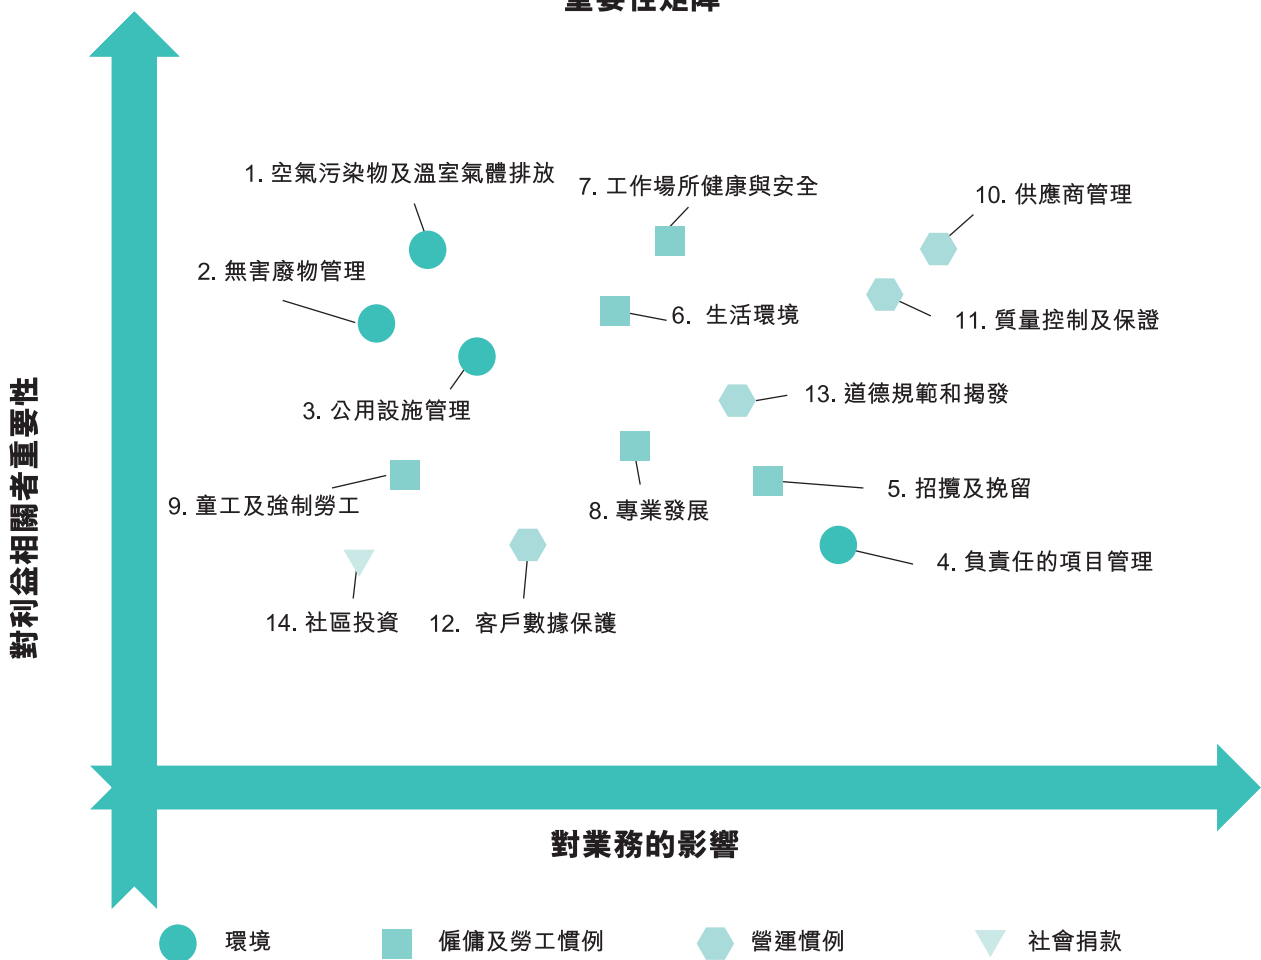 重要性矩陣
1. 空氣污染物及溫室氣體排放
7. 工作場所健康與安全
10. 供應商管理
2. 無害廢物管理
6. 生活環境
11. 質量控制及保證
3. 公用設施管理
13. 道德規範和揭發
9. 童工及強制勞工
8. 專業發展
5. 招攬及挽留
4. 負責任的項目管理
14. 社區投資
12. 客戶數據保護
對利益相關者重要性
對業務的影響
環境
僱傭及勞工慣例
營運慣例
社會捐款